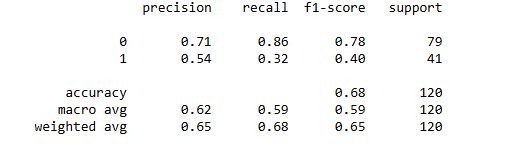 precision recall f1-score support
0 0.71 0.86 0.78 79
1 0.54 0.32 0.40 41
accuracy 0.68 120
macro avg 0.62 0.59 0.59 120
weighted avg 0.65 0.68 0.65 120